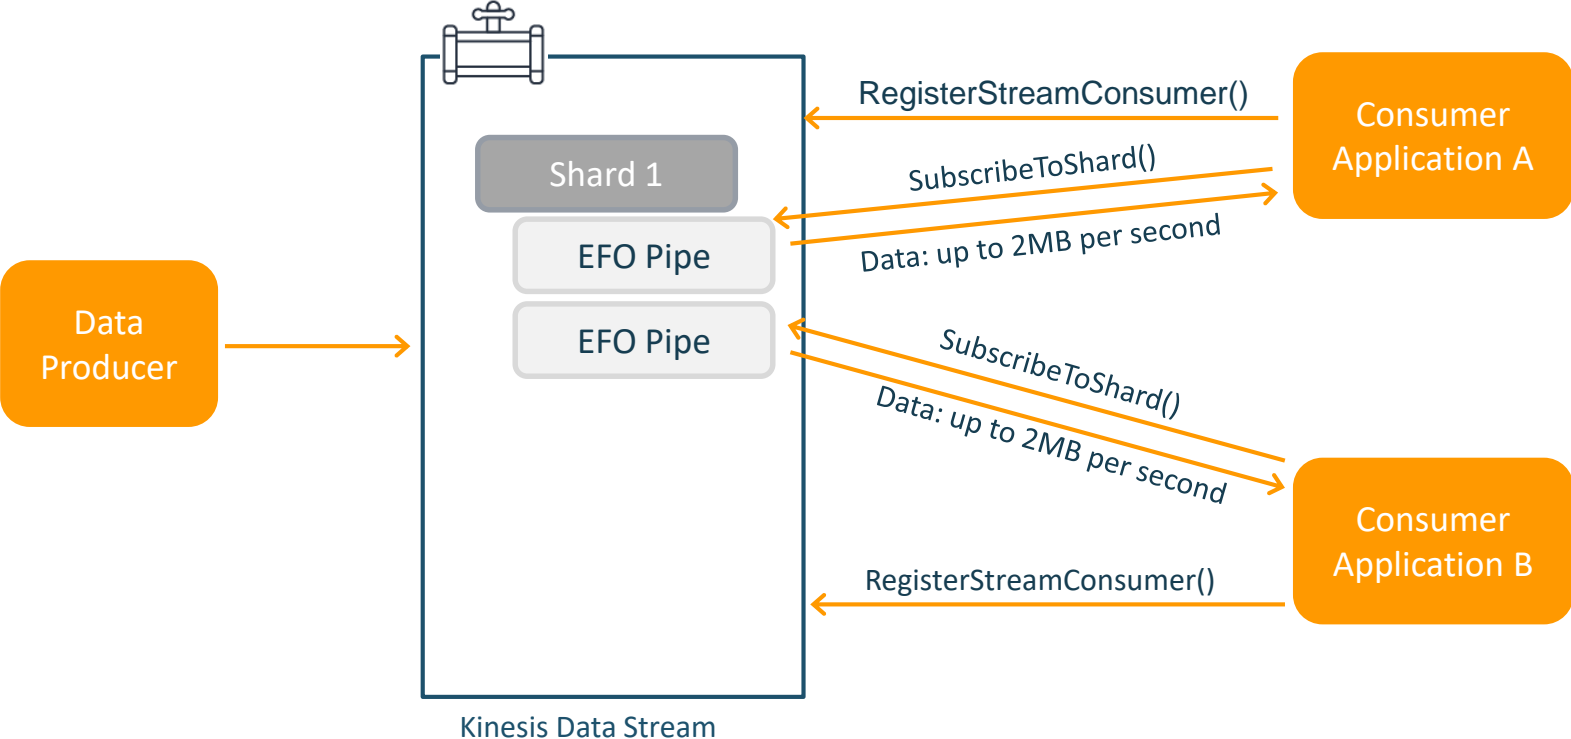 Data
Producer
Shard 1
EFO Pipe
EFO Pipe
Kinesis Data Stream
RegisterStreamConsumer()
SubscribeToShard()
Data: up to 2MB per second
SubscribeToShard()
Data: up to 2MB per second
RegisterStreamConsumer()
Consumer
Application A
Consumer
Application B